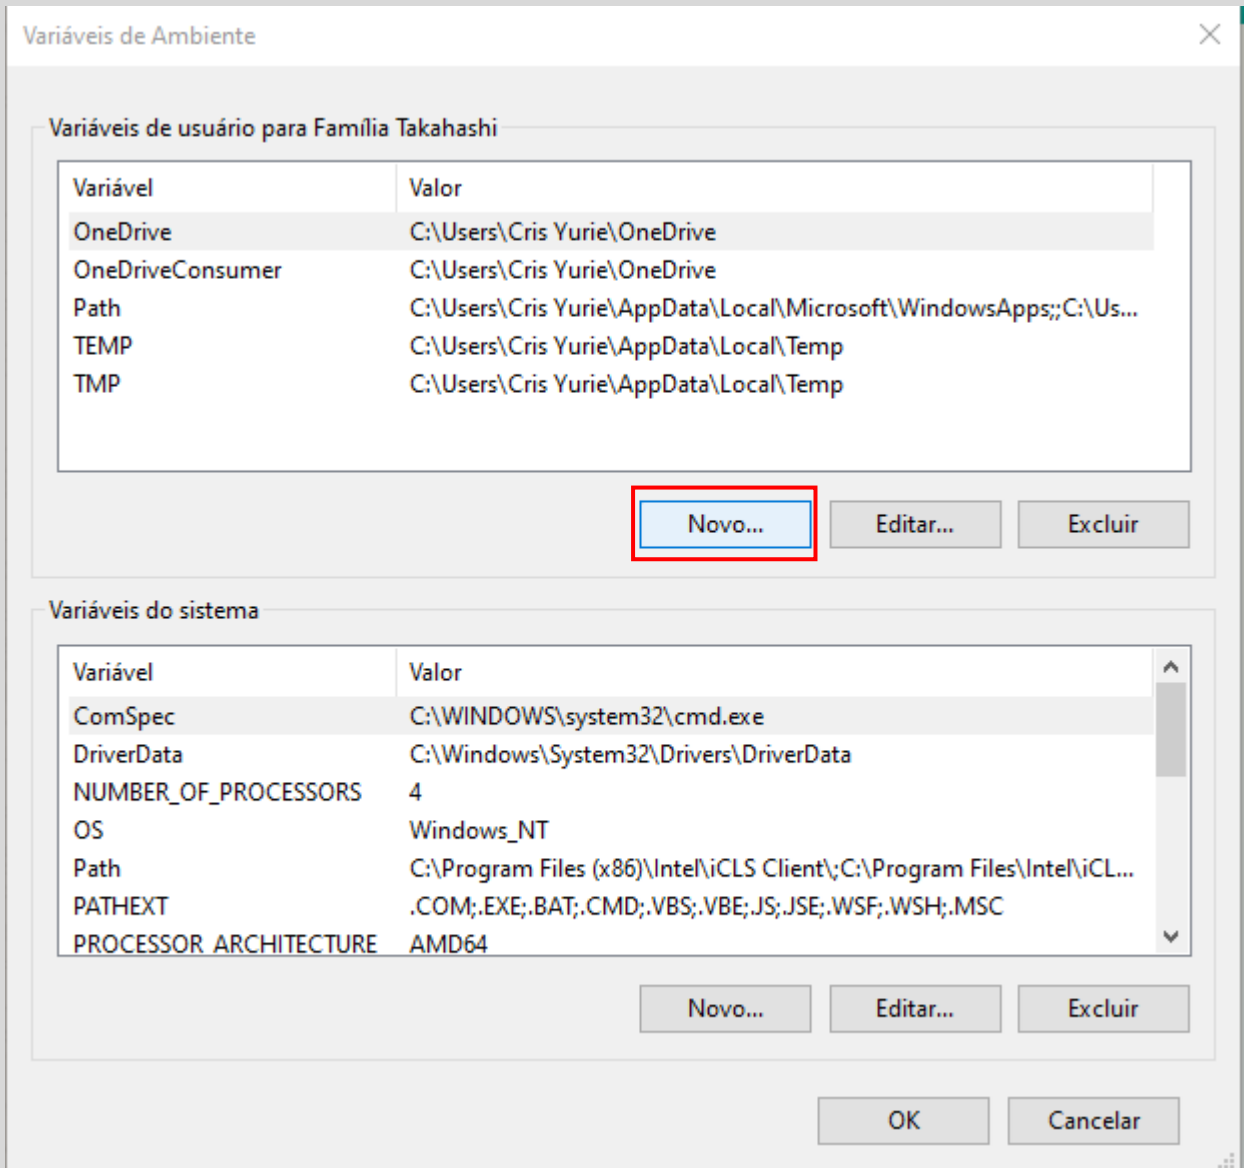 Variáveis de Ambiente
Variáveis de usuário para Família Takahashi
Variável Valor
OneDrive C:\Users\Cris Yurie\OneDrive
OneDriveConsumer C:\Users\Cris Yurie\OneDrive
Path C:\Users\Cris Yurie\AppData\Local\Microsoft\WindowsApps;;C:\Us...
TEMP C:\Users\Cris Yurie\AppData\Local\Temp
TMP C:\Users\Cris Yurie\AppData\Local\Temp
Novo... Editar... Excluir
Variáveis do sistema
Variável Valor
ComSpec C:\WINDOWS\system32\cmd.exe
DriverData C:\Windows\System32\Drivers\DriverData
NUMBER_OF_PROCESSORS 4
OS Windows_NT
Path C:\Program Files (x86)\Intel\iCLS Client\;C:\Program Files\Intel\iCL...
PATHEXT .COM;.EXE;.BAT;.CMD;.VBS;.VBE;.JS;.JSE;.WSF;.WSH;.MSC
PROCESSOR_ARCHITECTURE AMD64
Novo... Editar... Excluir
OK Cancelar